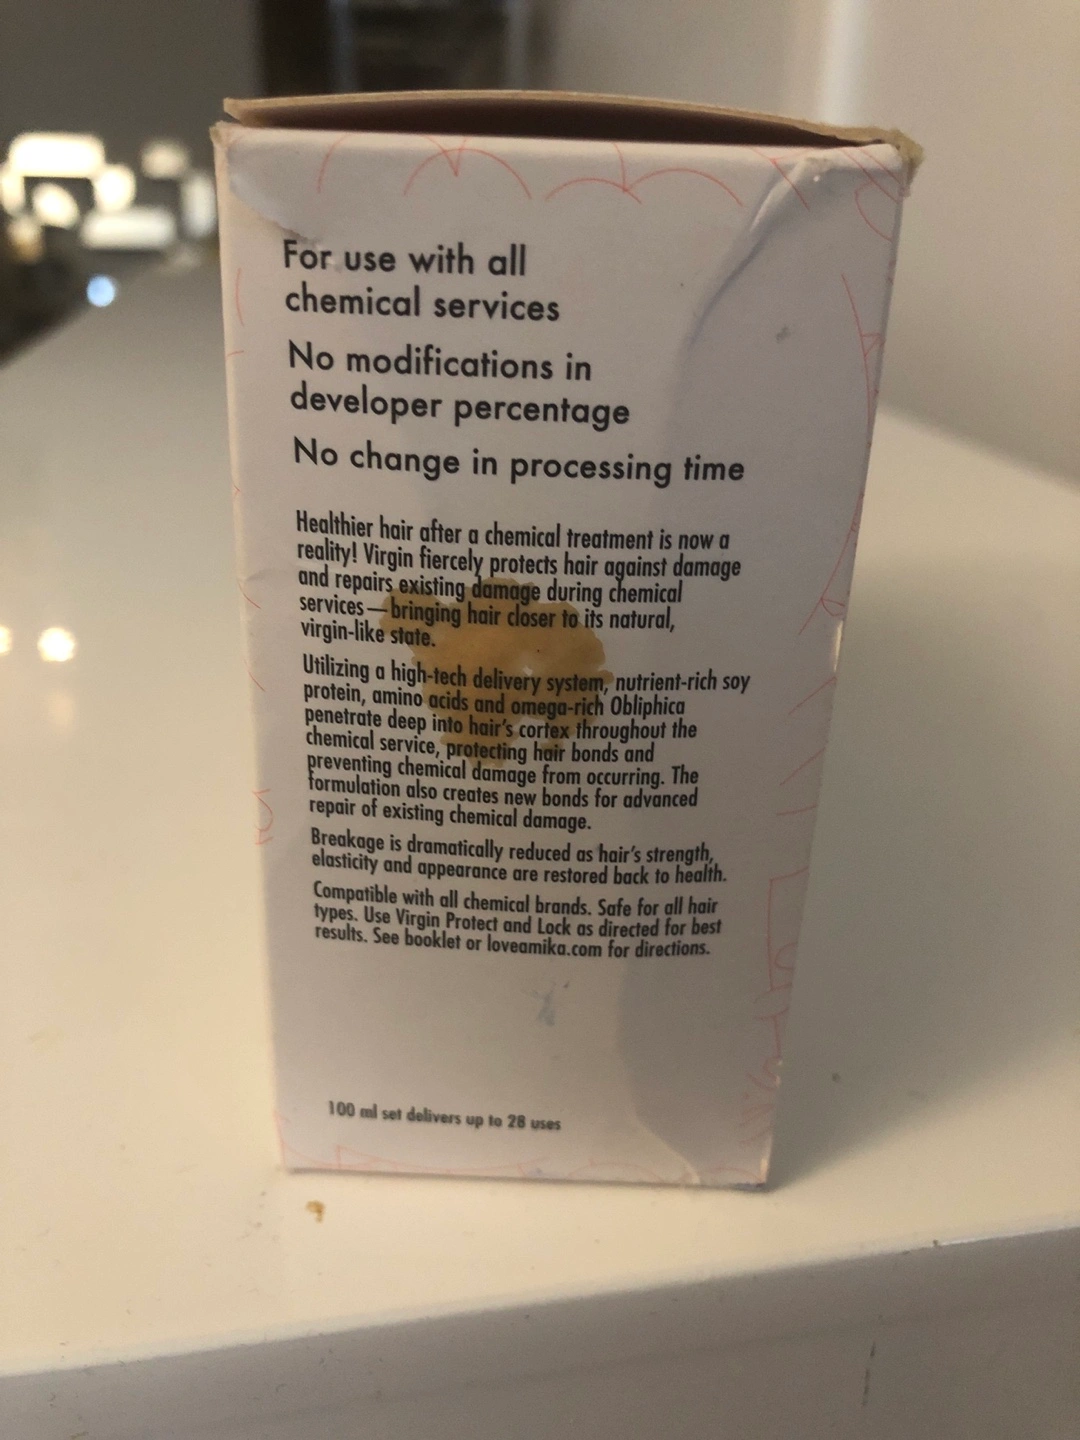 For use with all
chemical services
No modifications in
developer percentage
No change in processing time
Healthier hair after a chemical treatment is now a
reality! Virgin fiercely protects hair against damage
and repairs existing damage during chemical
services—bringing hair closer to its natural,
virgin-like state.
Utilizing a high-tech delivery system, nutrient-rich soy
protein, amino acids and omega-rich Obliphica
penetrate deep into hair's cortex throughout the
chemical service, protecting hair bonds and
preventing chemical damage from occurring. The
formulation also creates new bonds for advanced
repair of existing chemical damage.
Breakage is dramatically reduced as hair's strength,
elasticity and appearance are restored back to health.
Compatible with all chemical brands. Safe for all hair
types. Use Virgin Protect and Lock as directed for best
results. See booklet or loveamika.com for directions.
100 ml set delivers up to 28 uses